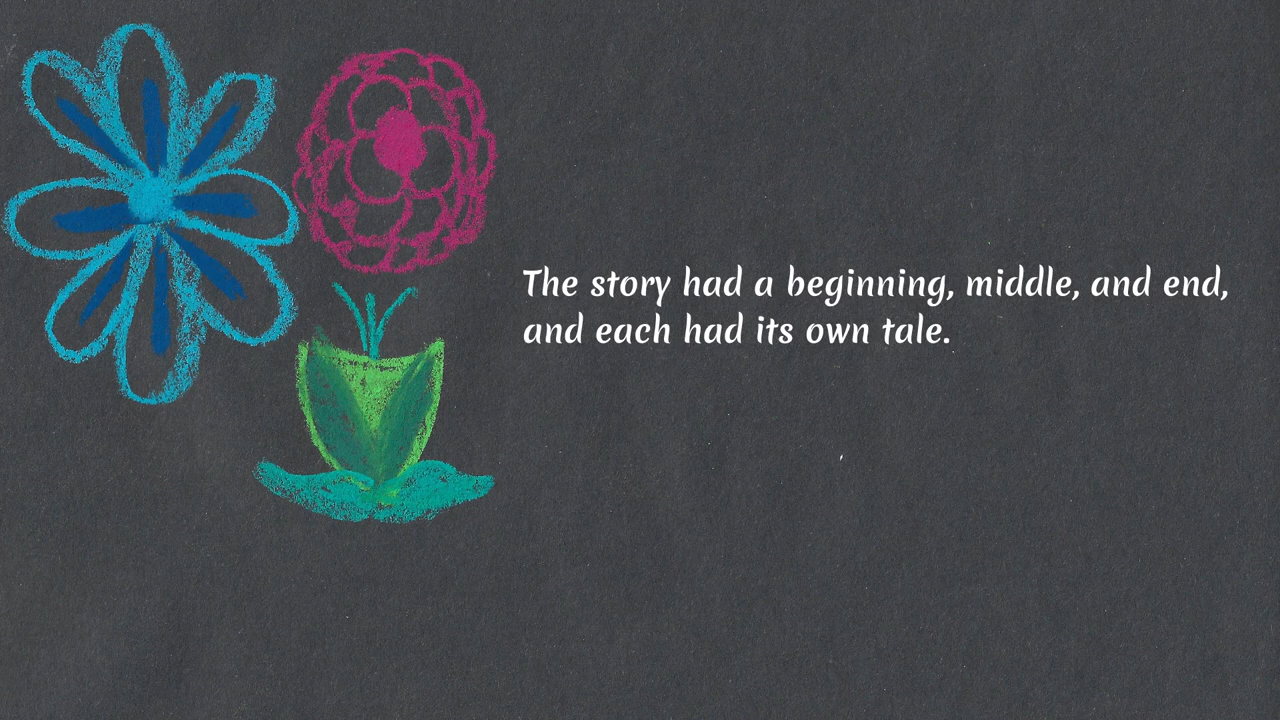 The story had a beginning, middle, and end,
and each had its own tale.